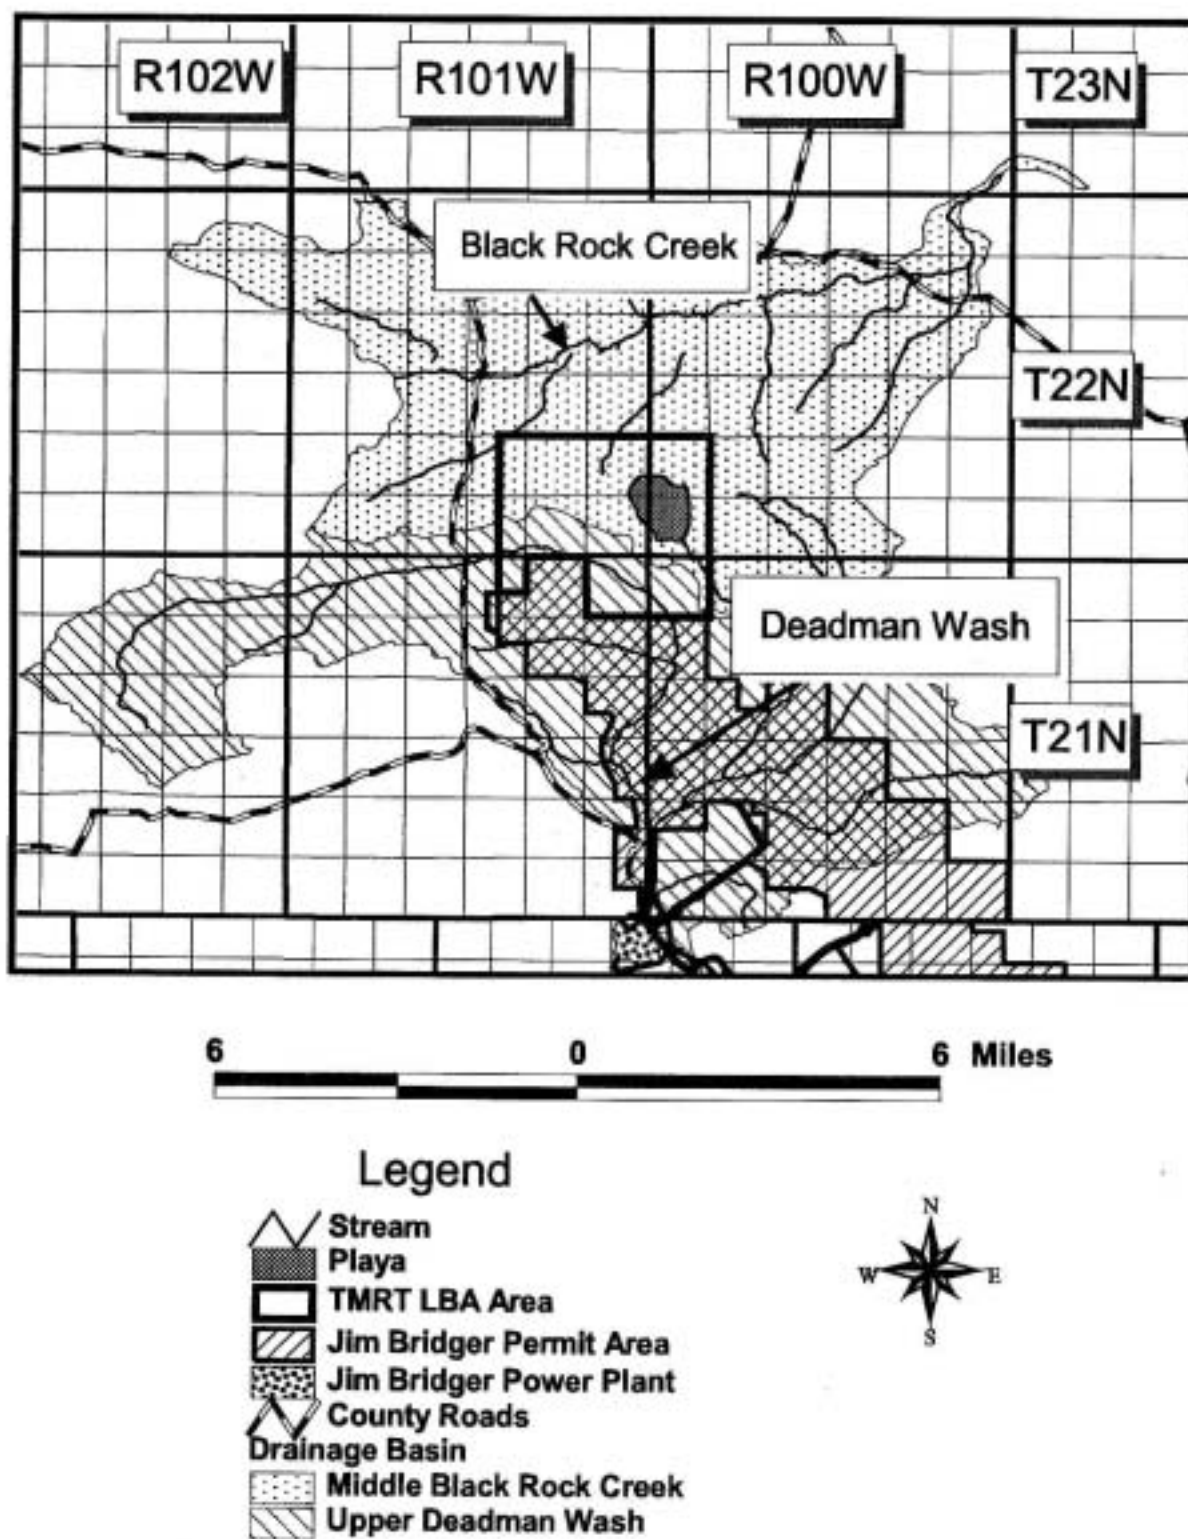 R102W R101W R100W T23N
Black Rock Creek
T22N
Deadman Wash
T21N
6 0 6 Miles
Legend
Stream
Playa
TMRT LBA Area
Jim Bridger Permit Area
Jim Bridger Power Plant
County Roads
Drainage Basin
Middle Black Rock Creek
Upper Deadman Wash
N
W E
S